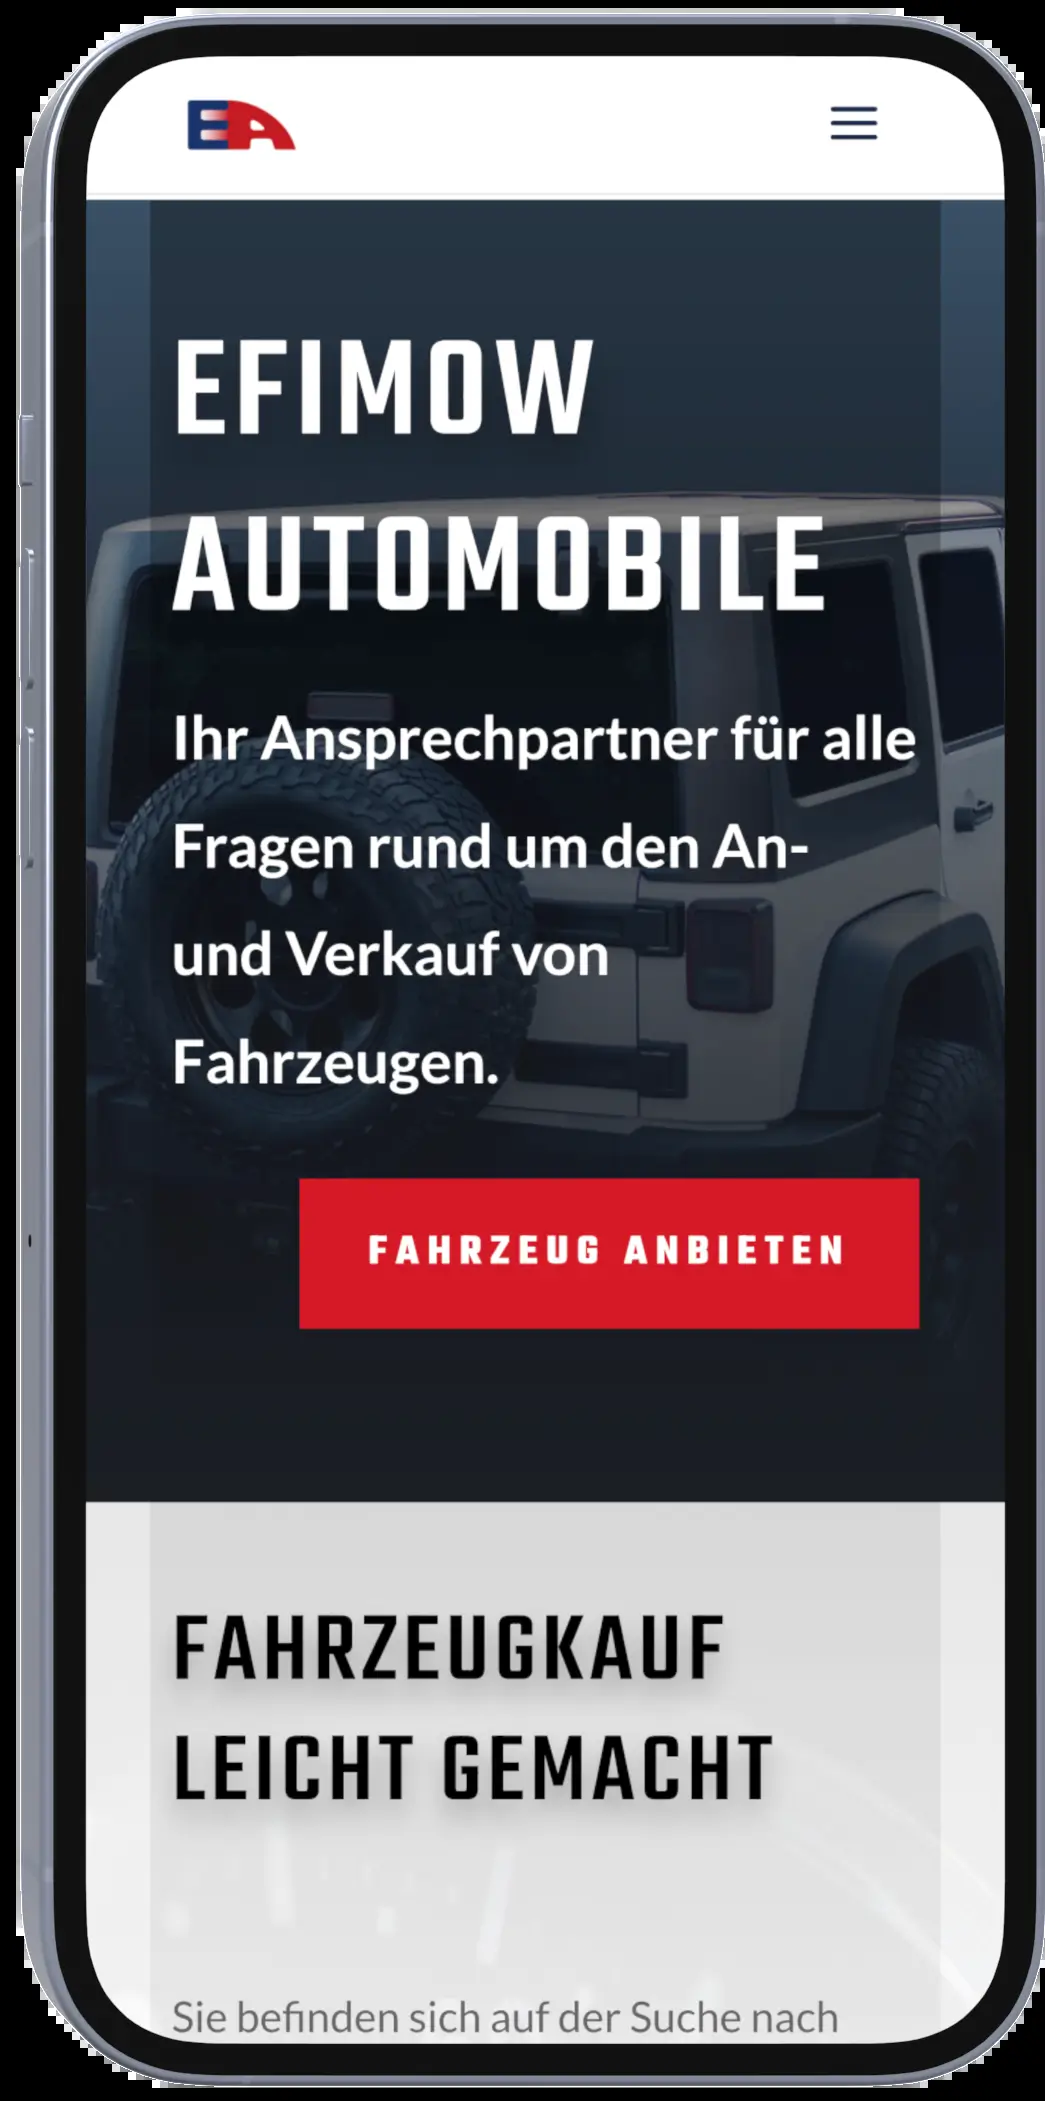 EA
EFIMOW
AUTOMOBILE
Ihr Ansprechpartner für alle
Fragen rund um den An-
und Verkauf von
Fahrzeugen.
FAHRZEUG ANBIETEN
FAHRZEUGKAUF
LEICHT GEMACHT
Sie befinden sich auf der Suche nach